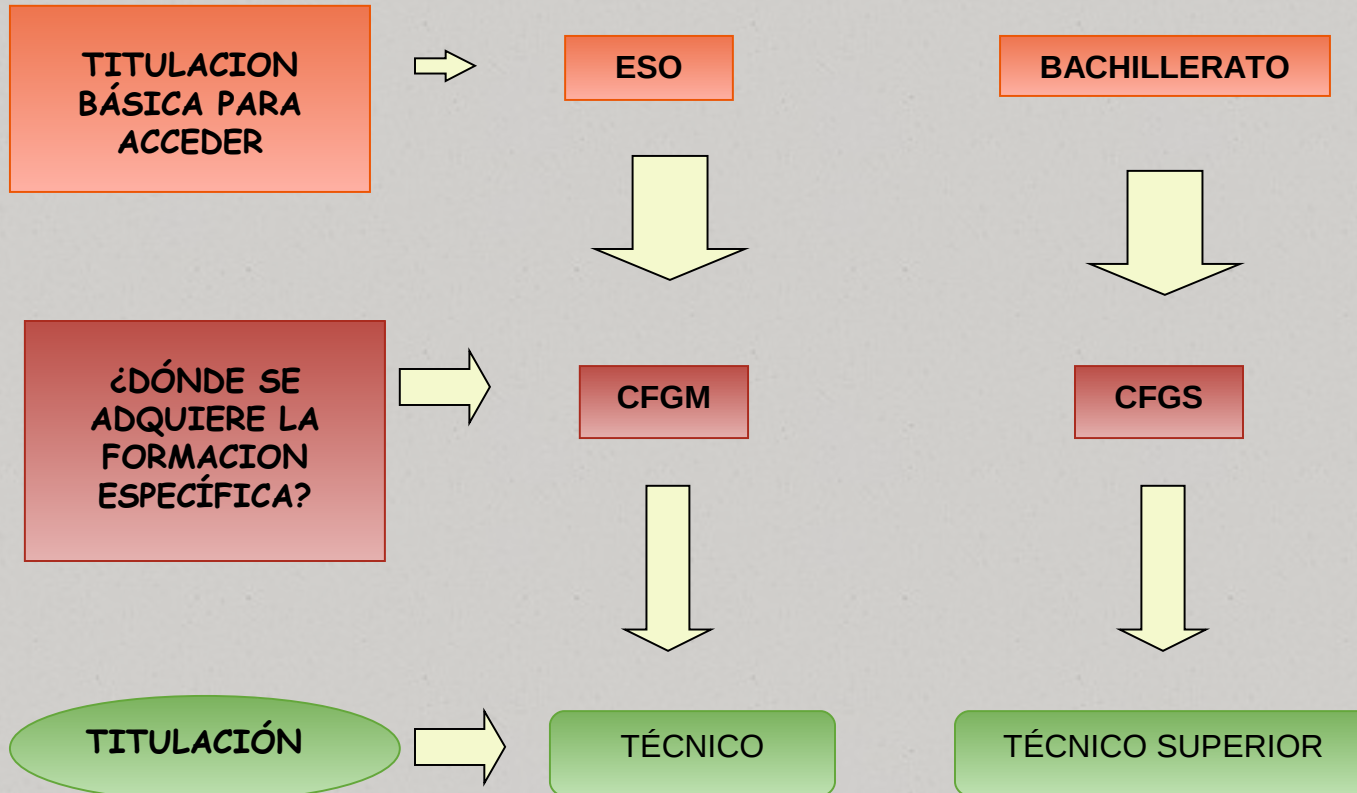 TITULACION
BÁSICA PARA
ACCEDER
ESO
BACHILLERATO
¿DÓNDE SE
ADQUIERE LA
FORMACION
ESPECÍFICA?
CFGM
CFGS
TITULACIÓN
TÉCNICO
TÉCNICO SUPERIOR